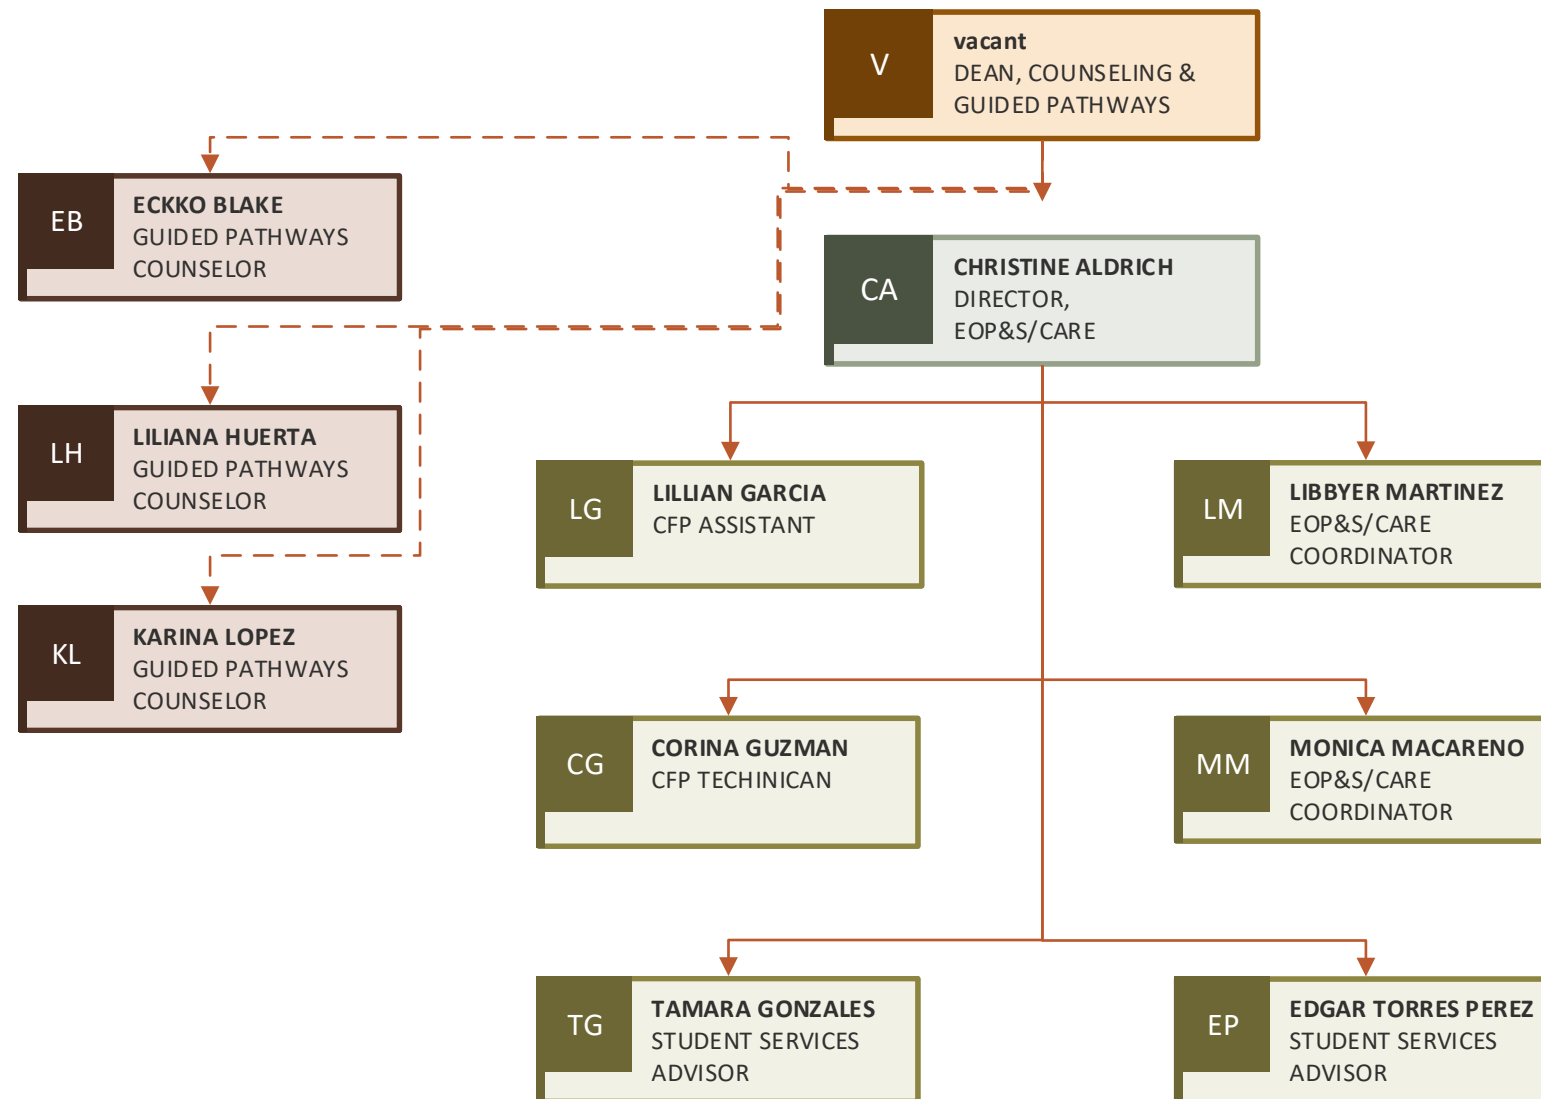 V
vacant
DEAN, COUNSELING &
GUIDED PATHWAYS
EB
ECKKO BLAKE
GUIDED PATHWAYS
COUNSELOR
CA
CHRISTINE ALDRICH
DIRECTOR,
EOP&S/CARE
LH
LILIANA HUERTA
GUIDED PATHWAYS
COUNSELOR
LG
LILLIAN GARCIA
CFP ASSISTANT
LM
LIBBYER MARTINEZ
EOP&S/CARE
COORDINATOR
KL
KARINA LOPEZ
GUIDED PATHWAYS
COUNSELOR
CG
CORINA GUZMAN
CFP TECHINICAN
MM
MONICA MACARENO
EOP&S/CARE
COORDINATOR
TG
TAMARA GONZALES
STUDENT SERVICES
ADVISOR
EP
EDGAR TORRES PEREZ
STUDENT SERVICES
ADVISOR